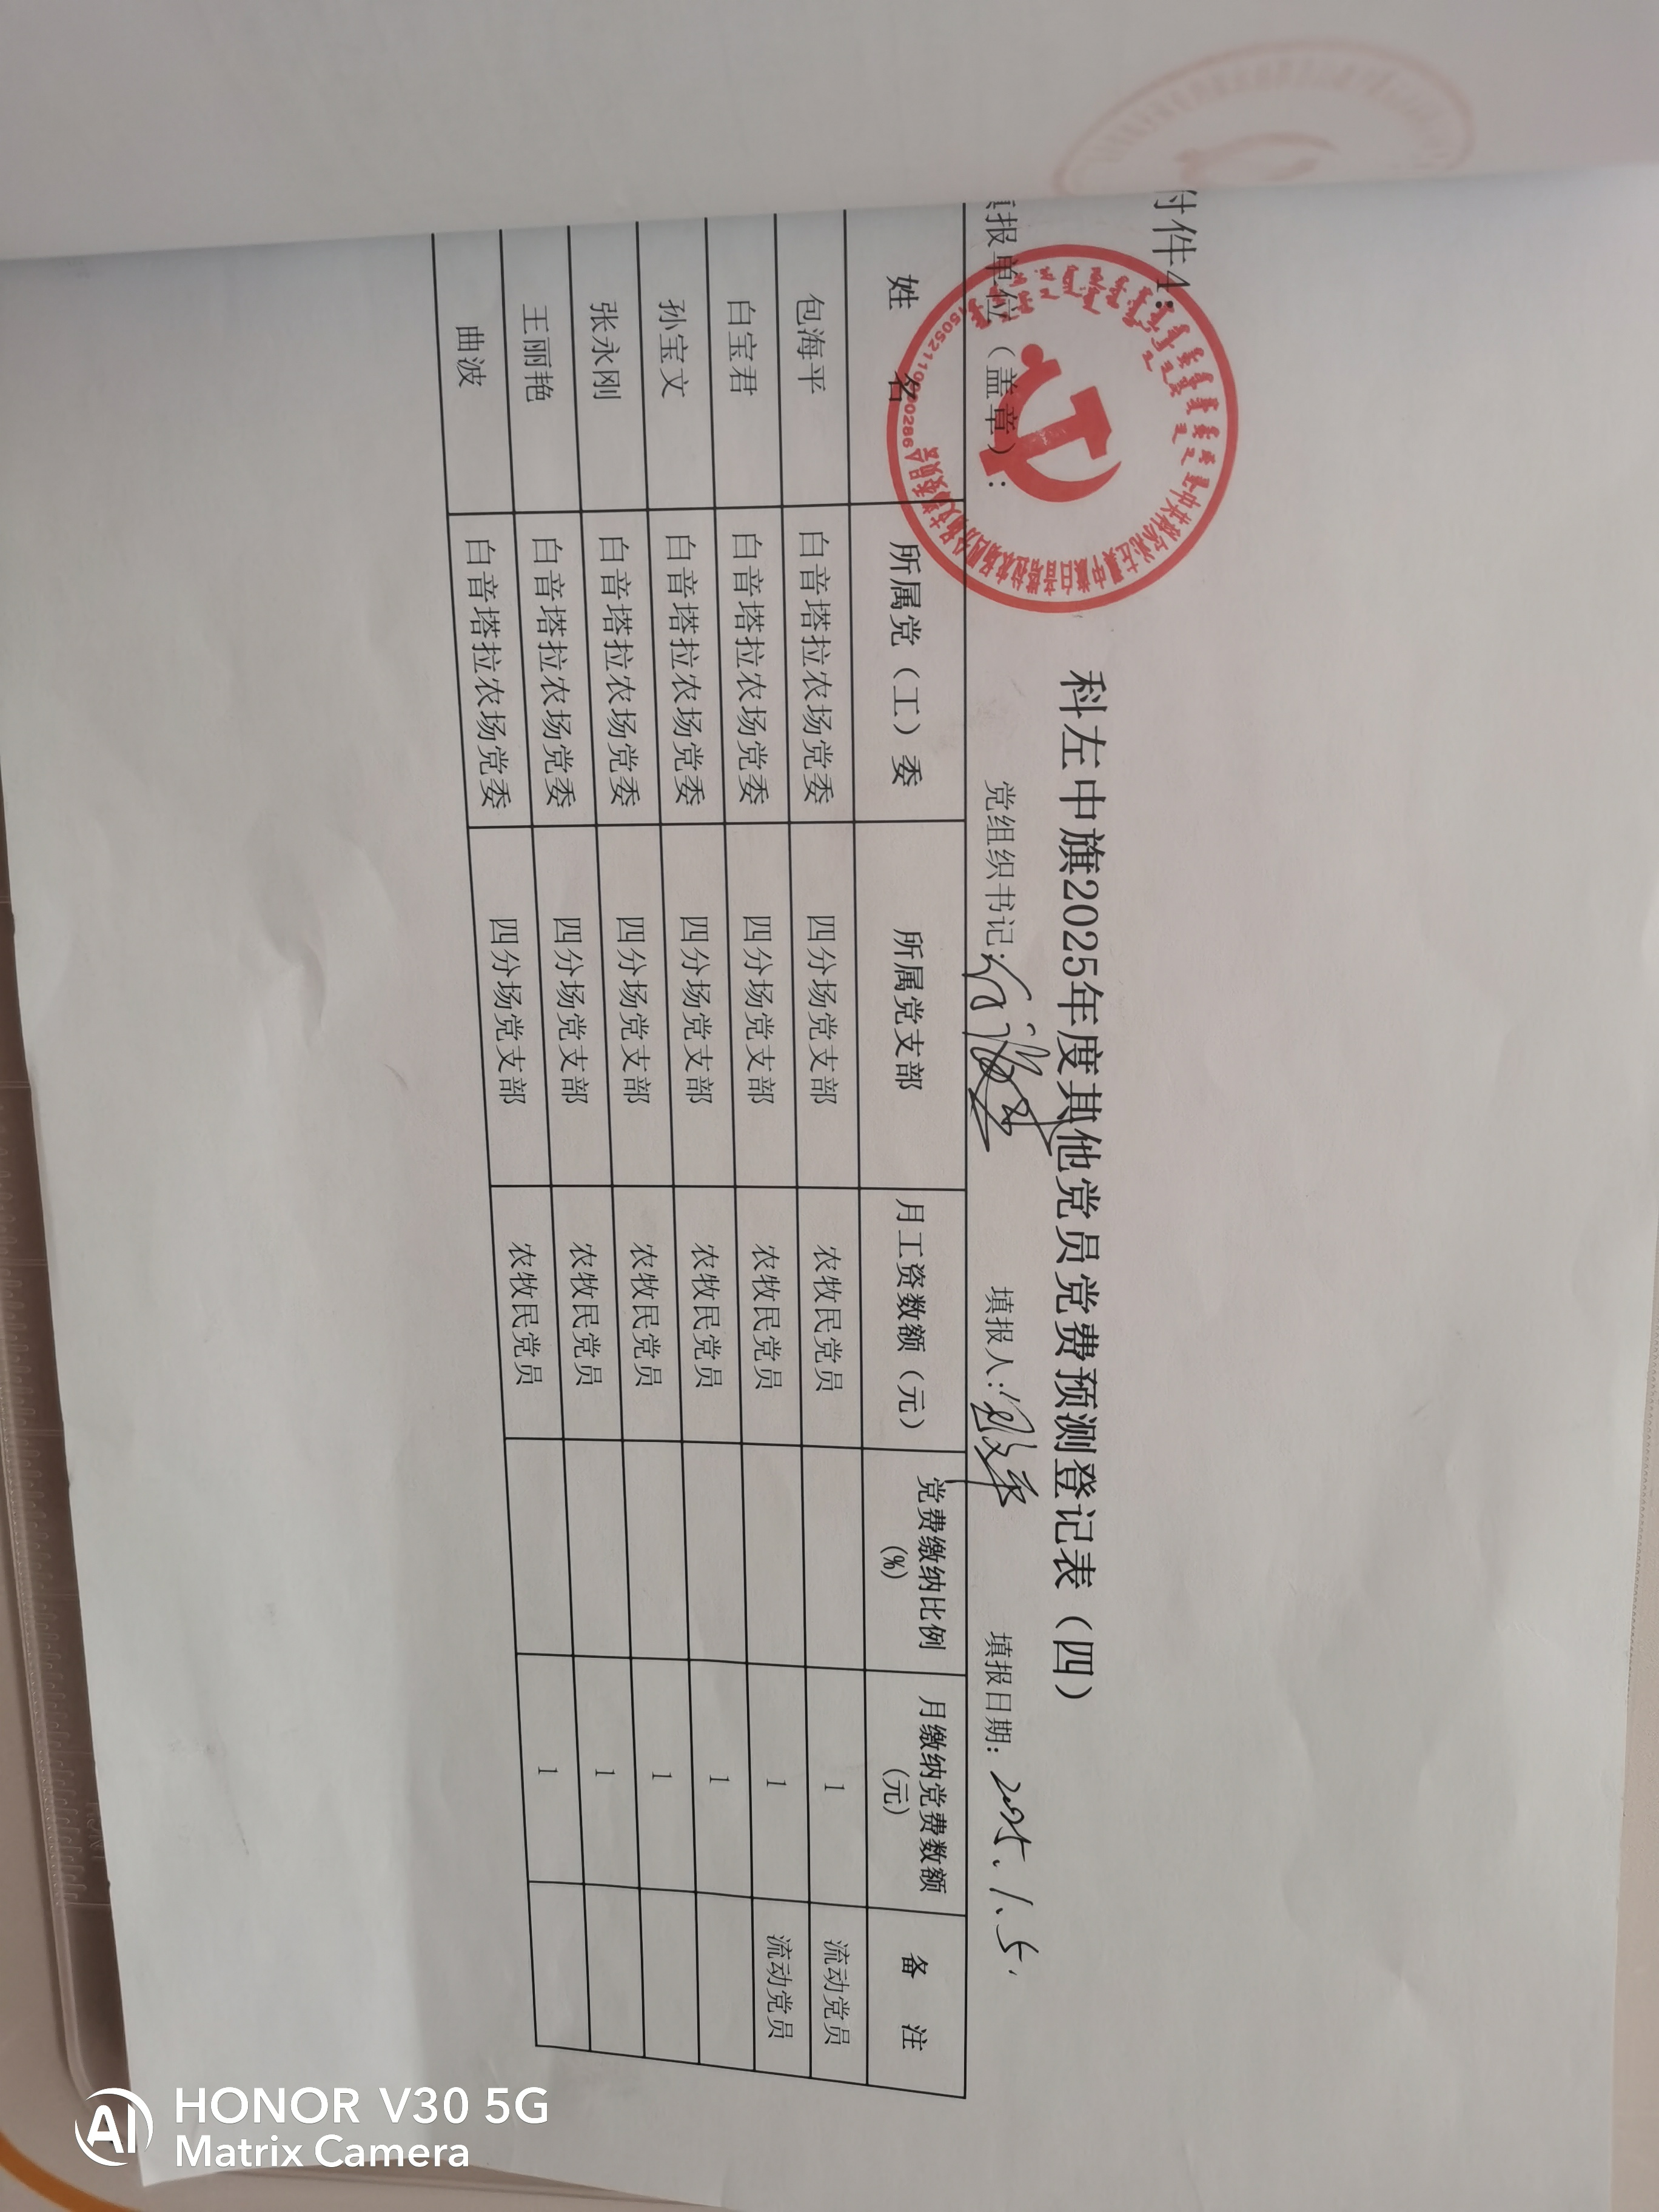 附件4：
科左中旗2025年度其他党员党费预测登记表（四）
填报单位（盖章）： 党组织书记： 填报人： 填报日期：2025.1.5.
姓 名 所属党（工）委 所属党支部 月工资数额（元） 党费缴纳比例(%) 月缴纳党费数额(元) 备 注
包海平 白音塔拉农场党委 四分场党支部 农牧民党员 1 流动党员
白宝君 白音塔拉农场党委 四分场党支部 农牧民党员 1 流动党员
孙宝文 白音塔拉农场党委 四分场党支部 农牧民党员 1
张永刚 白音塔拉农场党委 四分场党支部 农牧民党员 1
王丽艳 白音塔拉农场党委 四分场党支部 农牧民党员 1
曲波 白音塔拉农场党委 四分场党支部 农牧民党员 1
AI HONOR V30 5G
Matrix Camera